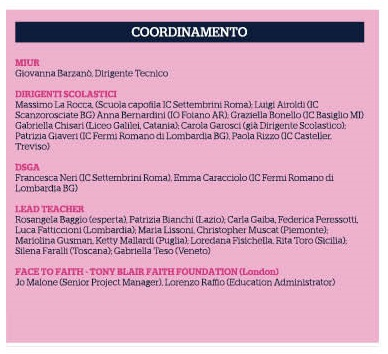 COORDINAMENTO
MIUR
Giovanna Barzanò, Dirigente Tecnico
DIRIGENTI SCOLASTICI
Massimo La Rocca, (Scuola capofila IC Settembrini Roma); Luigi Airoldi (IC
Scanzorosciate BG) Anna Bernardini (IO Foiano AR); Graziella Bonello (IC Basiglio MI)
Gabriella Chisari (Liceo Galilei, Catania); Carola Garosci (già Dirigente Scolastico);
Patrizia Giaveri (IC Fermi Romano di Lombardia BG), Paola Rizzo (IC Casteller,
Treviso)
DSGA
Francesca Neri (IC Settembrini Roma), Emma Caracciolo (IC Fermi Romano di
Lombardia BG)
LEAD TEACHER
Rosangela Baggio (esperta), Patrizia Bianchi (Lazio); Carla Gaiba, Federica Peressotti,
Luca Fatticcioni (Lombardia); Maria Lissoni, Christopher Muscat (Piemonte);
Mariolina Gusman, Ketty Mallardi (Puglia); Loredana Fisichella, Rita Toro (Sicilia);
Silena Faralli (Toscana); Gabriella Teso (Veneto)
FACE TO FAITH - TONY BLAIR FAITH FOUNDATION (London)
Jo Malone (Senior Project Manager), Lorenzo Raffio (Education Administrator)